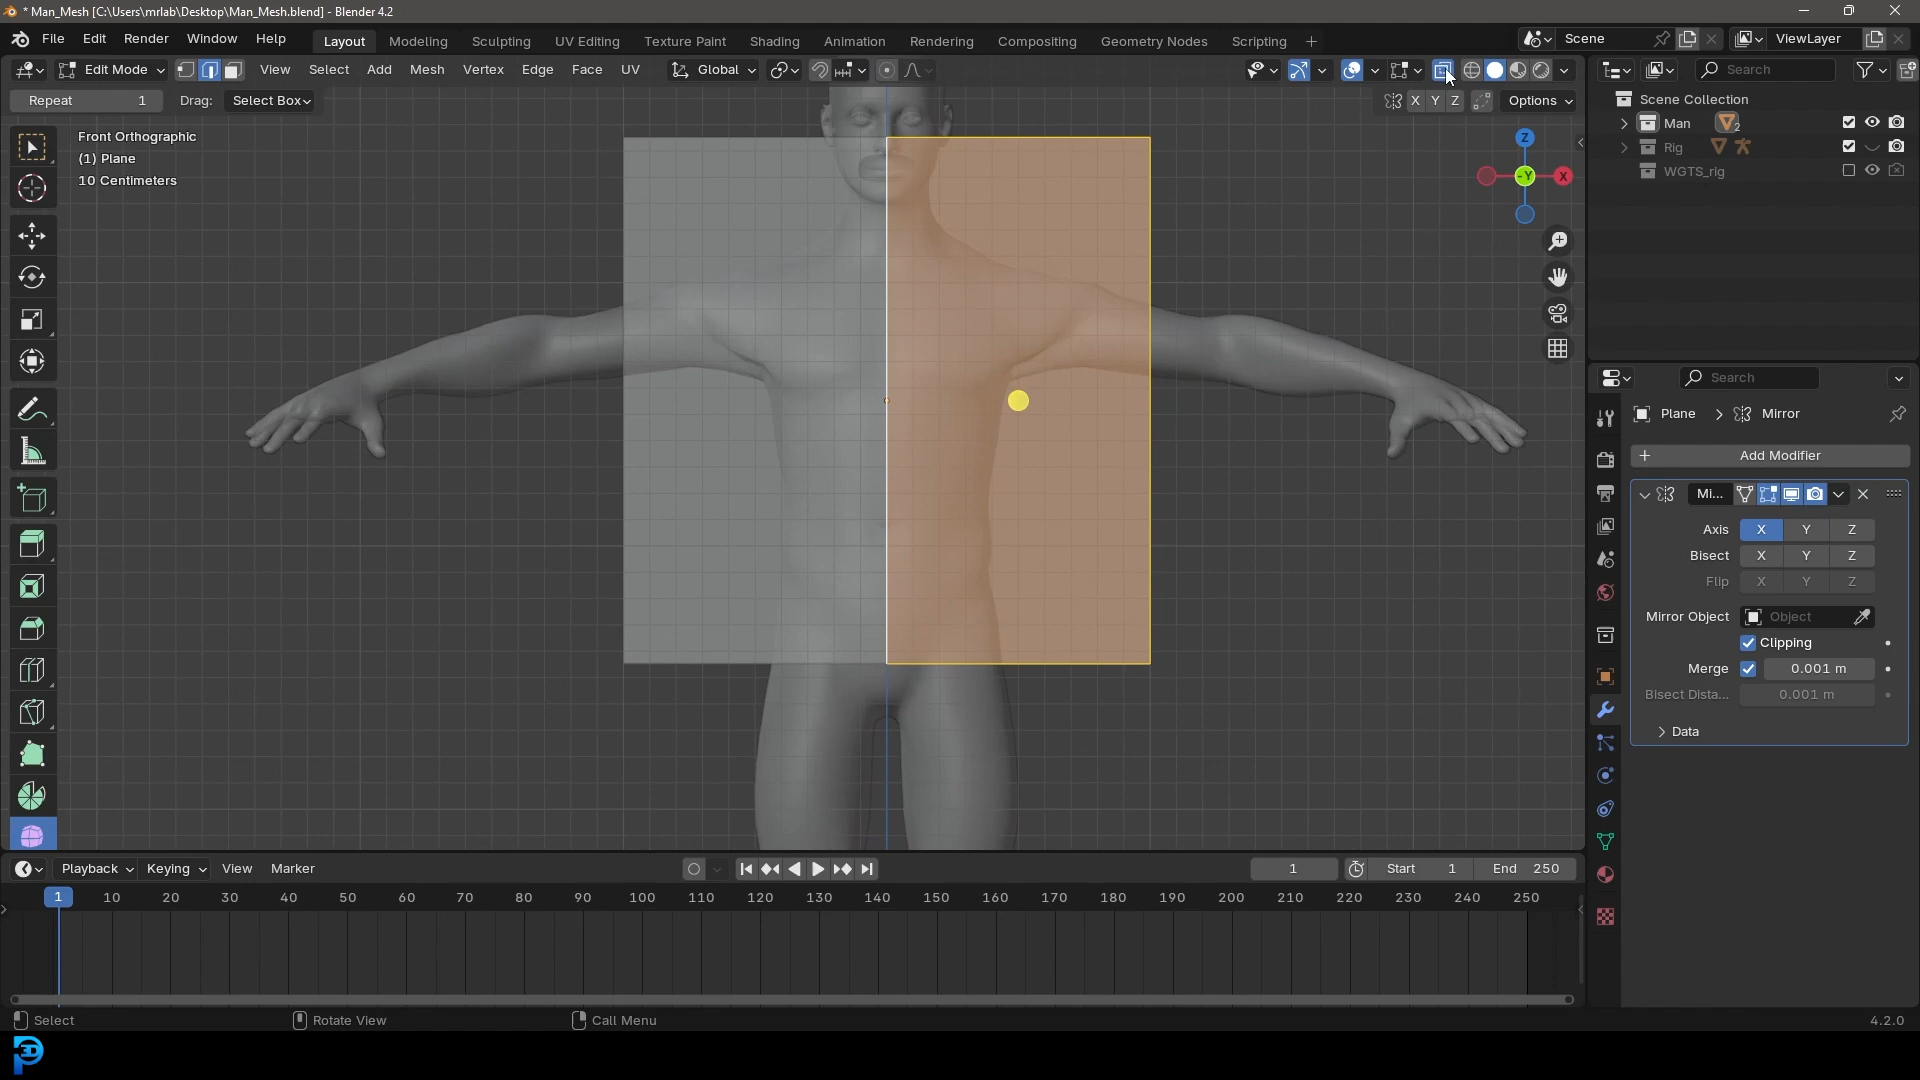 * Man_Mesh [C:\Users\mrlab\Desktop\Man_Mesh.blend] - Blender 4.2
File Edit Render Window Help Layout Modeling Sculpting UV Editing Texture Paint Shading Animation Rendering Compositing Geometry Nodes Scripting + Scene ViewLayer
Edit Mode View Select Add Mesh Vertex Edge Face UV Global Search
Repeat 1 Drag: Select Box X Y Z Options
Scene Collection
Man 2
Rig
WGTS_rig
Front Orthographic
(1) Plane
10 Centimeters
Z
-Y X
Search
Plane > Mirror
+ Add Modifier
Mi...
Axis X Y Z
Bisect X Y Z
Flip X Y Z
Mirror Object Object
Clipping
Merge 0.001 m
Bisect Dista... 0.001 m
Data
Playback Keying View Marker 1 Start 1 End 250
1 10 20 30 40 50 60 70 80 90 100 110 120 130 140 150 160 170 180 190 200 210 220 230 240 250
Select Rotate View Call Menu 4.2.0